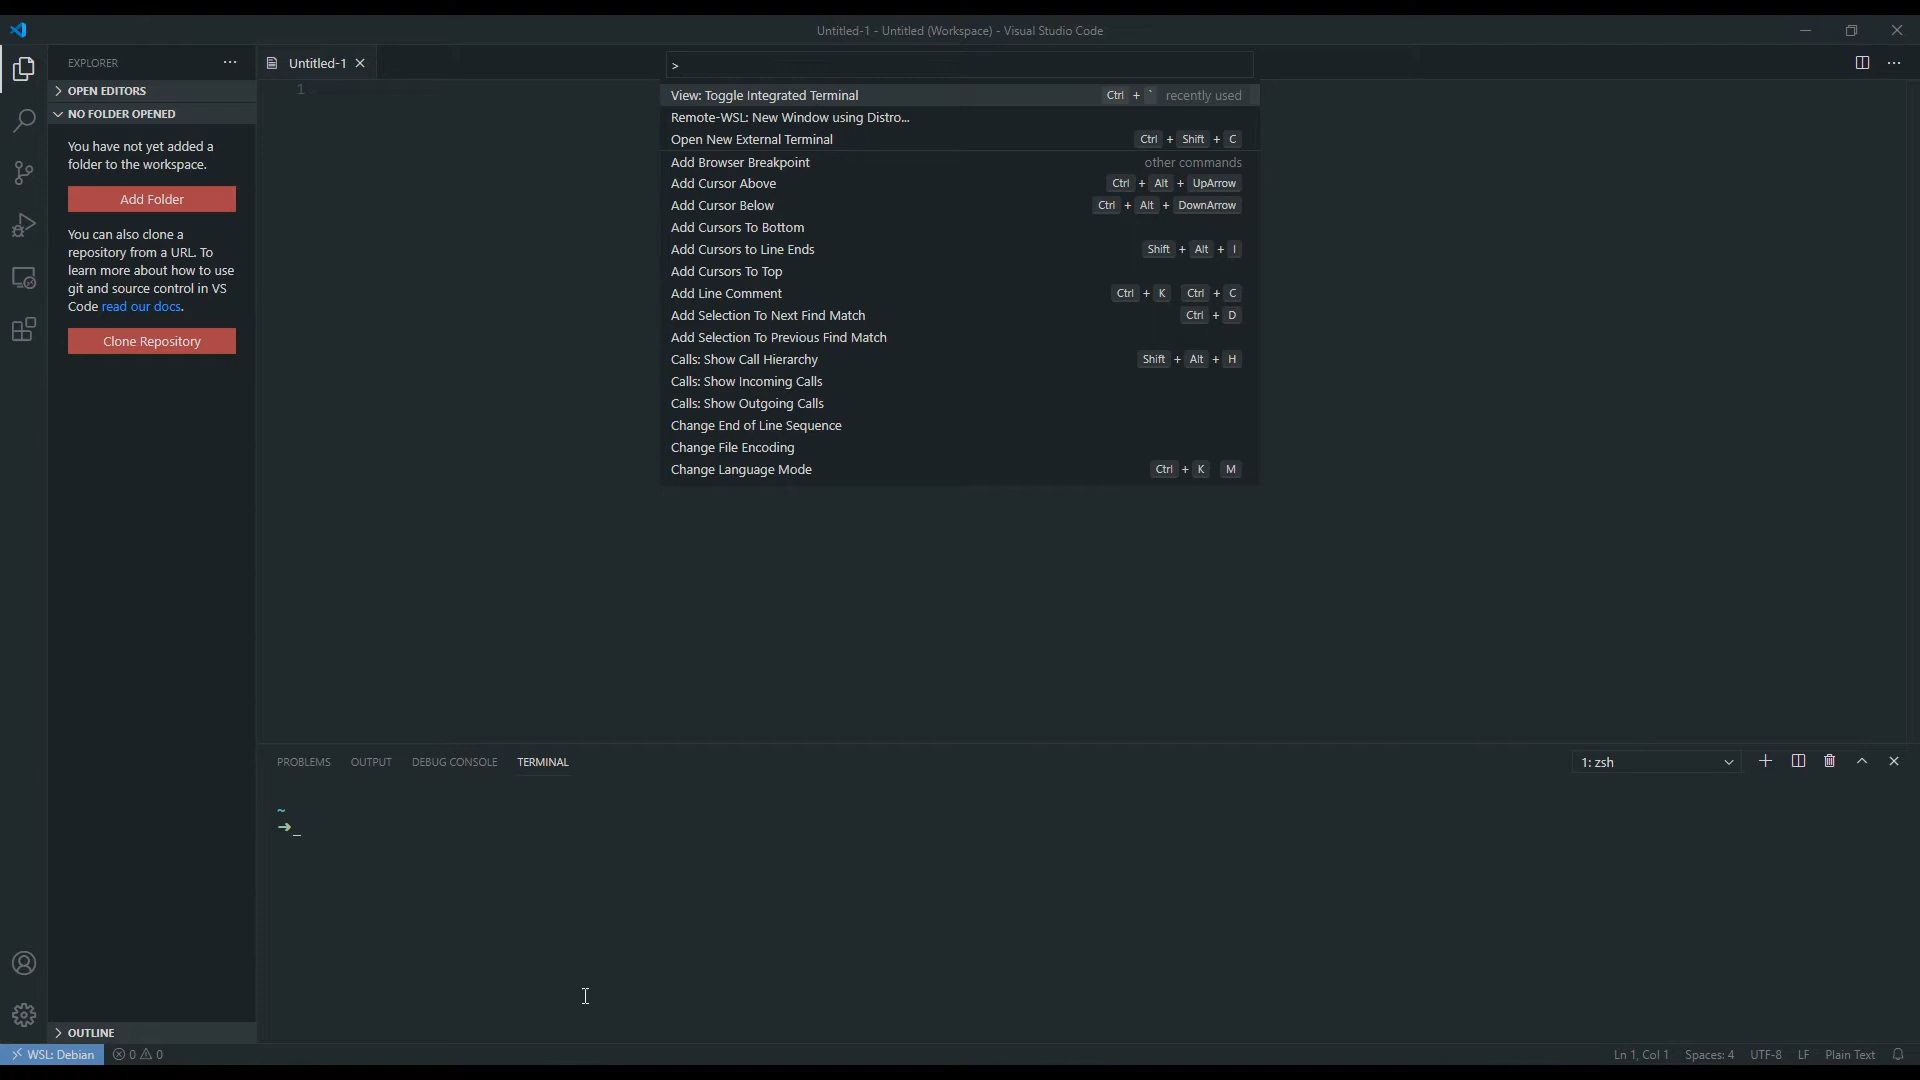 Untitled-1 - Untitled (Workspace) - Visual Studio Code
EXPLORER
OPEN EDITORS
NO FOLDER OPENED
You have not yet added a
folder to the workspace.
Add Folder
You can also clone a
repository from a URL. To
learn more about how to use
git and source control in VS
Code read our docs.
Clone Repository
OUTLINE
Untitled-1
1
>
View: Toggle Integrated Terminal Ctrl + ` recently used
Remote-WSL: New Window using Distro...
Open New External Terminal Ctrl + Shift + C
Add Browser Breakpoint other commands
Add Cursor Above Ctrl + Alt + UpArrow
Add Cursor Below Ctrl + Alt + DownArrow
Add Cursors To Bottom
Add Cursors to Line Ends Shift + Alt + I
Add Cursors To Top
Add Line Comment Ctrl + K Ctrl + C
Add Selection To Next Find Match Ctrl + D
Add Selection To Previous Find Match
Calls: Show Call Hierarchy Shift + Alt + H
Calls: Show Incoming Calls
Calls: Show Outgoing Calls
Change End of Line Sequence
Change File Encoding
Change Language Mode Ctrl + K M
PROBLEMS OUTPUT DEBUG CONSOLE TERMINAL 1: zsh
~
➜_
WSL: Debian 0 0 Ln 1, Col 1 Spaces: 4 UTF-8 LF Plain Text